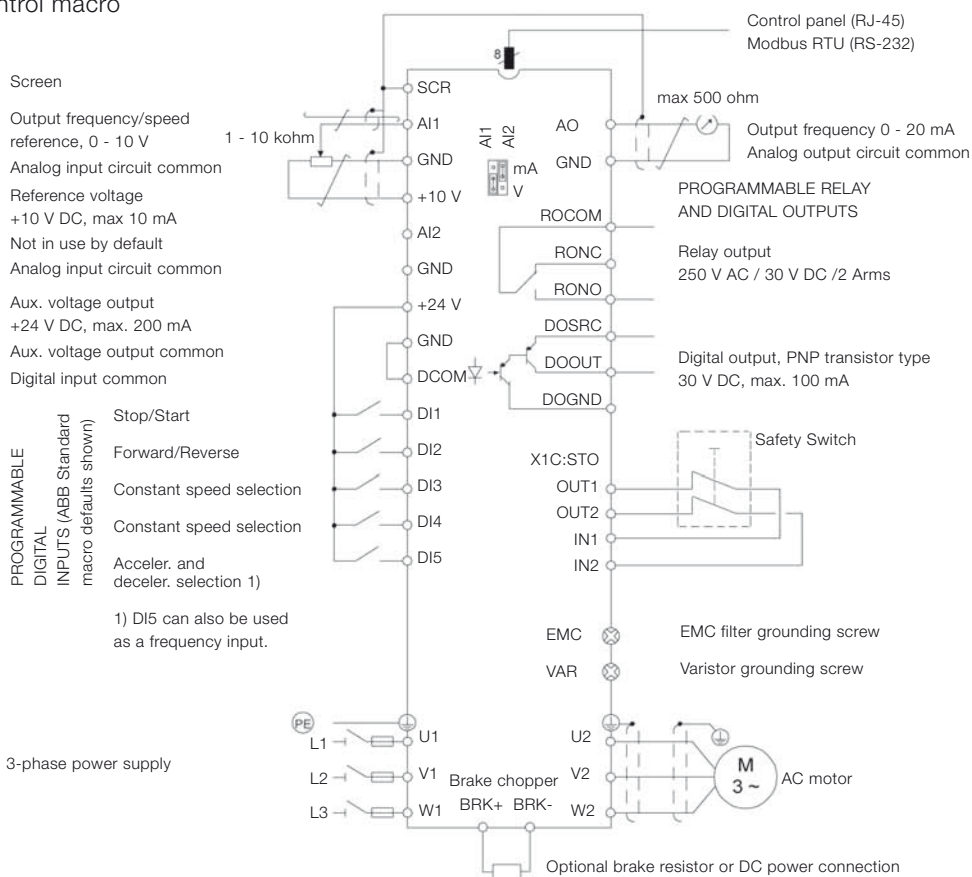 ntrol macro
Control panel (RJ-45)
Modbus RTU (RS-232)
8
Screen
Output frequency/speed
reference, 0 - 10 V
Analog input circuit common
Reference voltage
+10 V DC, max 10 mA
Not in use by default
Analog input circuit common
Aux. voltage output
+24 V DC, max. 200 mA
Aux. voltage output common
Digital input common
PROGRAMMABLE
DIGITAL
INPUTS (ABB Standard
macro defaults shown)
Stop/Start
Forward/Reverse
Constant speed selection
Constant speed selection
Acceler. and
deceler. selection 1)
1) DI5 can also be used
as a frequency input.
1 - 10 kohm
SCR
AI1
GND
+10 V
AI2
GND
+24 V
GND
DCOM
DI1
DI2
DI3
DI4
DI5
AI1
AI2
mA
V
max 500 ohm
AO
GND
Output frequency 0 - 20 mA
Analog output circuit common
PROGRAMMABLE RELAY
AND DIGITAL OUTPUTS
ROCOM
RONC
RONO
Relay output
250 V AC / 30 V DC /2 Arms
DOSRC
DOOUT
DOGND
Digital output, PNP transistor type
30 V DC, max. 100 mA
Safety Switch
X1C:STO
OUT1
OUT2
IN1
IN2
EMC
EMC filter grounding screw
VAR
Varistor grounding screw
3-phase power supply
PE
L1
L2
L3
U1
V1
W1
Brake chopper
BRK+ BRK-
U2
V2
W2
M
3 ~
AC motor
Optional brake resistor or DC power connection